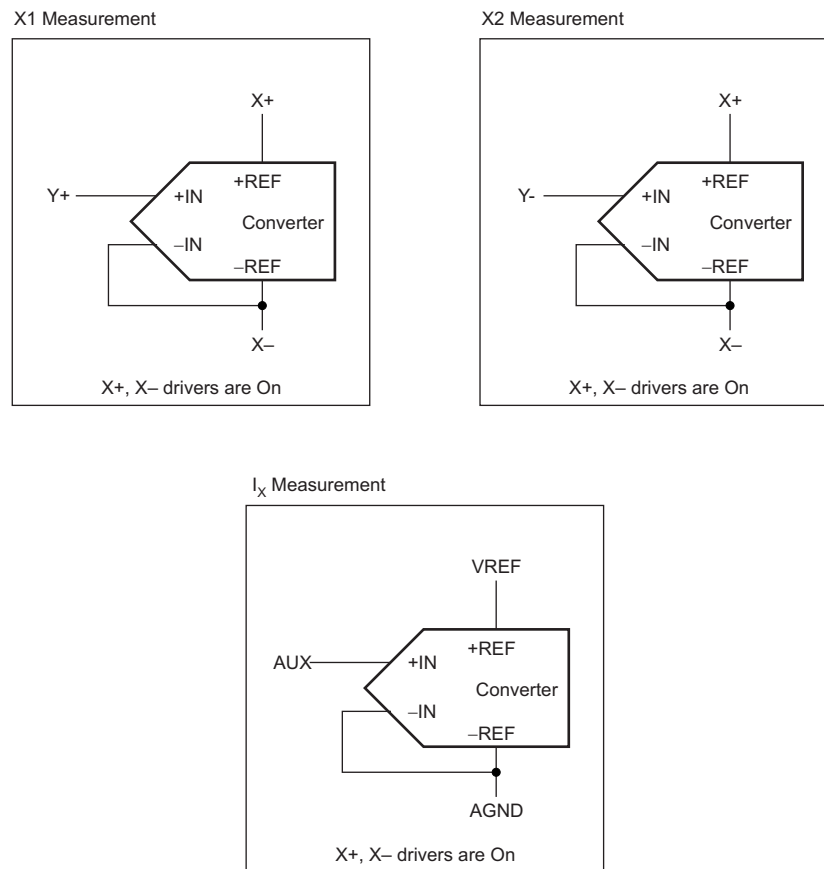 X1 Measurement
X+
+REF
Y+
+IN
Converter
–IN
–REF
X–
X+, X– drivers are On
X2 Measurement
X+
+REF
Y-
+IN
Converter
–IN
–REF
X–
X+, X– drivers are On
IX Measurement
VREF
+REF
AUX
+IN
Converter
–IN
–REF
AGND
X+, X– drivers are On